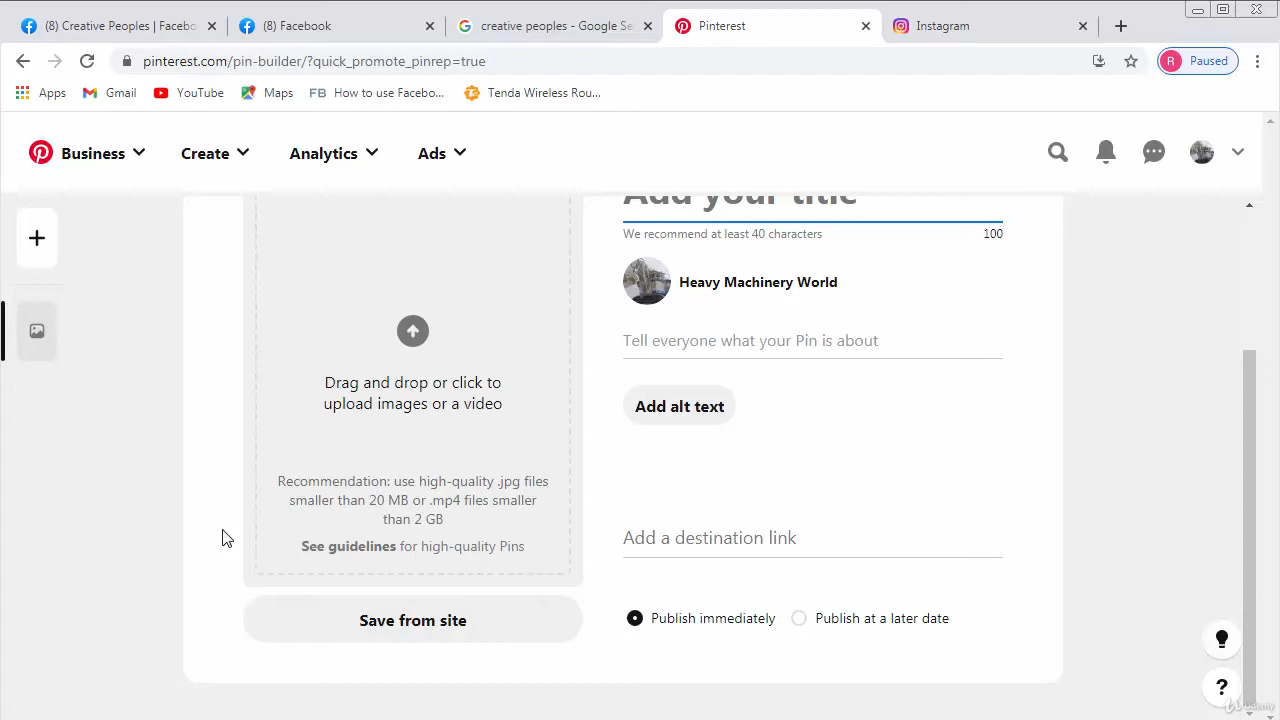 (8) Creative Peoples | Facebo
(8) Facebook
creative peoples - Google Se
Pinterest
Instagram
pinterest.com/pin-builder/?quick_promote_pinrep=true
R
Paused
Apps
Gmail
YouTube
Maps
FB
How to use Facebo...
Tenda Wireless Rou...
Business
Create
Analytics
Ads
Add your title
We recommend at least 40 characters
100
Heavy Machinery World
Tell everyone what your Pin is about
Drag and drop or click to
upload images or a video
Add alt text
Recommendation: use high-quality .jpg files
smaller than 20 MB or .mp4 files smaller
than 2 GB
See guidelines for high-quality Pins
Add a destination link
Save from site
Publish immediately
Publish at a later date
?
Udemy